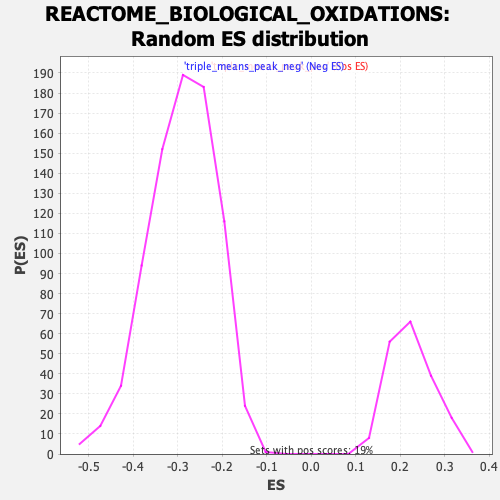 REACTOME_BIOLOGICAL_OXIDATIONS:
Random ES distribution
'triple_means_peak_neg' (Neg ES) os ES)
190
180
170
160
150
140
130
120
110
100
90
80
70
60
50
40
30
20
10
0
P(ES)
Sets with pos scores: 19%
-0.5 -0.4 -0.3 -0.2 -0.1 0.0 0.1 0.2 0.3 0.4
ES